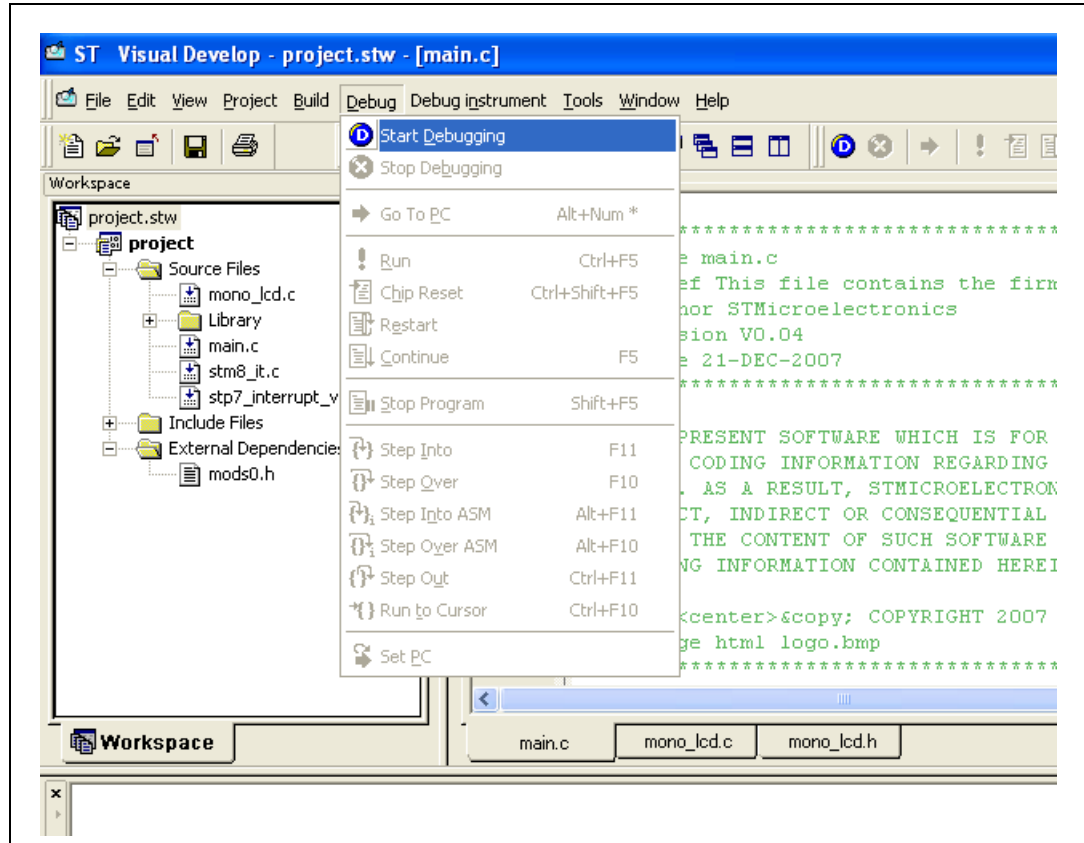 ST Visual Develop - project.stw - [main.c]
File Edit View Project Build Debug Debug instrument Tools Window Help
Workspace
project.stw
project
Source Files
mono_lcd.c
Library
main.c
stm8_it.c
stp7_interrupt_v
Include Files
External Dependencies
mods0.h
Workspace
Start Debugging
Stop Debugging
Go To PC Alt+Num *
Run Ctrl+F5
Chip Reset Ctrl+Shift+F5
Restart
Continue F5
Stop Program Shift+F5
Step Into F11
Step Over F10
Step Into ASM Alt+F11
Step Over ASM Alt+F10
Step Out Ctrl+F11
Run to Cursor Ctrl+F10
Set PC
*******************************
e main.c
ef This file contains the firm
hor STMicroelectronics
sion V0.04
e 21-DEC-2007
*******************************
PRESENT SOFTWARE WHICH IS FOR
CODING INFORMATION REGARDING
. AS A RESULT, STMICROELECTRON
CT, INDIRECT OR CONSEQUENTIAL
THE CONTENT OF SUCH SOFTWARE
NG INFORMATION CONTAINED HEREI
<center>&copy; COPYRIGHT 2007
ge html logo.bmp
*******************************
main.c mono_lcd.c mono_lcd.h